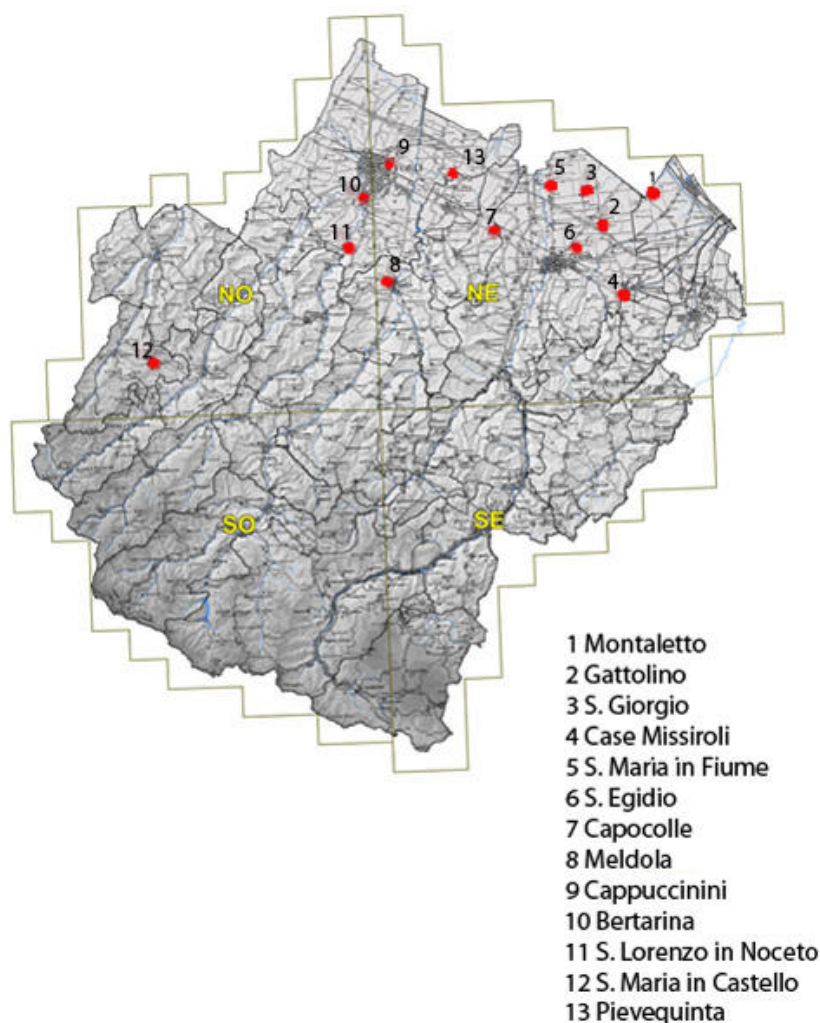 9
13
5
3
1
10
2
7
6
11
8
NO
NE
4
12
SO
SE
1 Montaletto
2 Gattolino
3 S. Giorgio
4 Case Missiroli
5 S. Maria in Fiume
6 S. Egidio
7 Capocolle
8 Meldola
9 Cappuccinini
10 Bertarina
11 S. Lorenzo in Noceto
12 S. Maria in Castello
13 Pievequinta